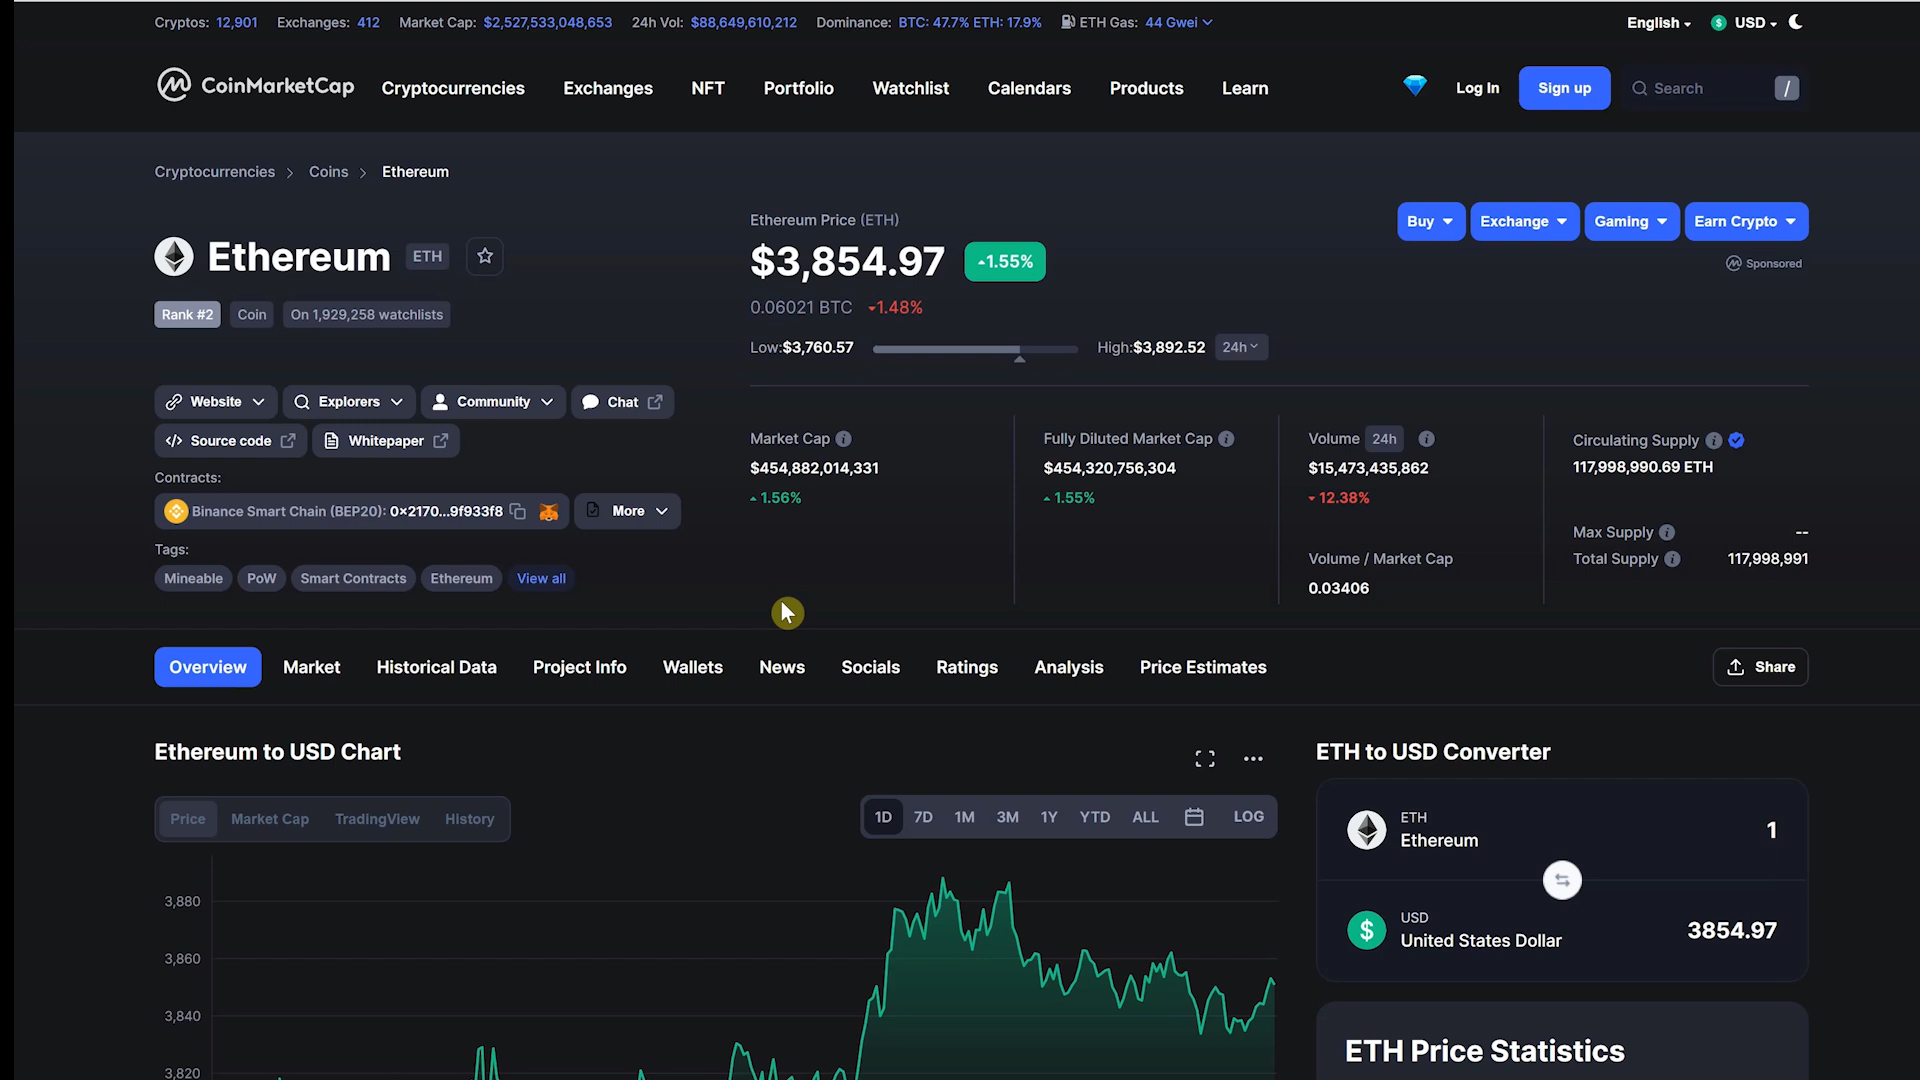 Cryptos: 12,901 Exchanges: 412 Market Cap: $2,527,533,048,653 24h Vol: $88,649,610,212 Dominance: BTC: 47.7% ETH: 17.9% ETH Gas: 44 Gwei English USD
CoinMarketCap Cryptocurrencies Exchanges NFT Portfolio Watchlist Calendars Products Learn Log In Sign up Search /
Cryptocurrencies Coins Ethereum
Ethereum Price (ETH)
Buy Exchange Gaming Earn Crypto
Ethereum ETH
$3,854.97 1.55%
Sponsored
Rank #2 Coin On 1,929,258 watchlists
0.06021 BTC 1.48%
Low:$3,760.57 High:$3,892.52 24h
Website Explorers Community Chat
Source code Whitepaper
Market Cap Fully Diluted Market Cap Volume 24h Circulating Supply
$454,882,014,331 $454,320,756,304 $15,473,435,862 117,998,990.69 ETH
1.56% 1.55% 12.38%
Contracts:
Binance Smart Chain (BEP20): 0x2170...9f933f8 More
Max Supply --
Tags:
Volume / Market Cap Total Supply 117,998,991
Mineable PoW Smart Contracts Ethereum View all
0.03406
Overview Market Historical Data Project Info Wallets News Socials Ratings Analysis Price Estimates Share
Ethereum to USD Chart
ETH to USD Converter
Price Market Cap TradingView History 1D 7D 1M 3M 1Y YTD ALL LOG
ETH
Ethereum 1
3,880
USD
United States Dollar 3854.97
3,860
3,840
ETH Price Statistics
3,820